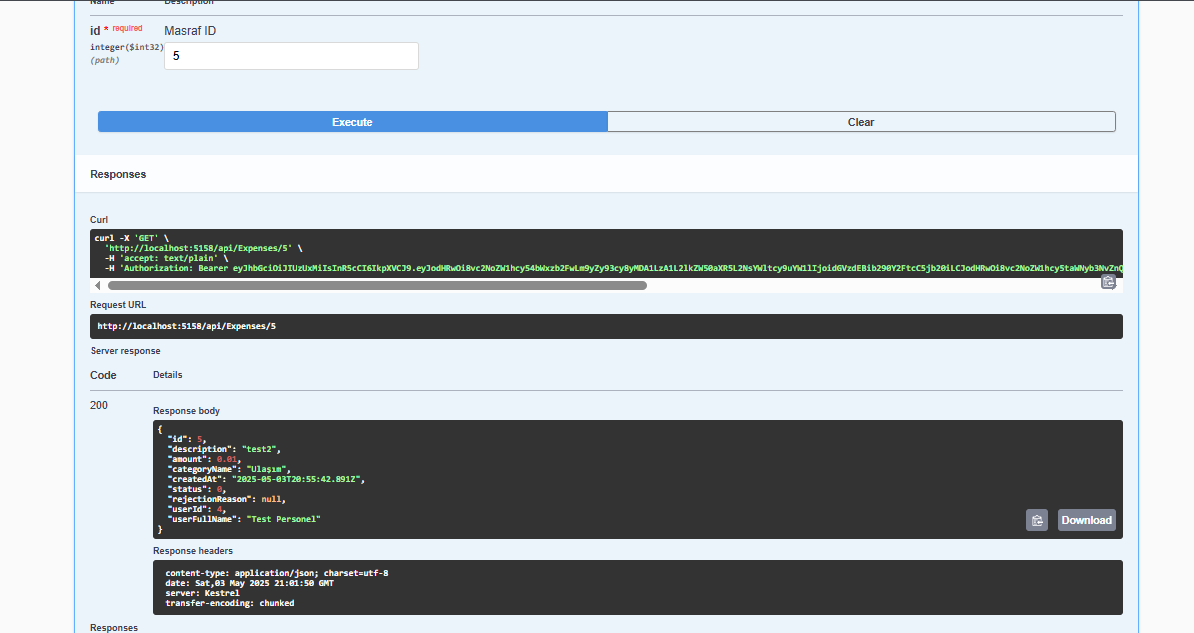 Name Description
id * required Masraf ID
integer($int32)
(path)
5
Execute Clear
Responses
Curl
curl -X 'GET' \
'http://localhost:5158/api/Expenses/5' \
-H 'accept: text/plain' \
-H 'Authorization: Bearer
Request URL
http://localhost:5158/api/Expenses/5
Server response
Code Details
200
Response body
{
"id": 5,
"description": "test2",
"amount": 0.01,
"categoryName": "Ulaşım",
"createdAt": "2025-05-03T20:55:42.891Z",
"status": 0,
"rejectionReason": null,
"userId": 4,
"userFullName": "Test Personel"
}
Download
Response headers
content-type: application/json; charset=utf-8
date: Sat,03 May 2025 21:01:50 GMT
server: Kestrel
transfer-encoding: chunked
Responses